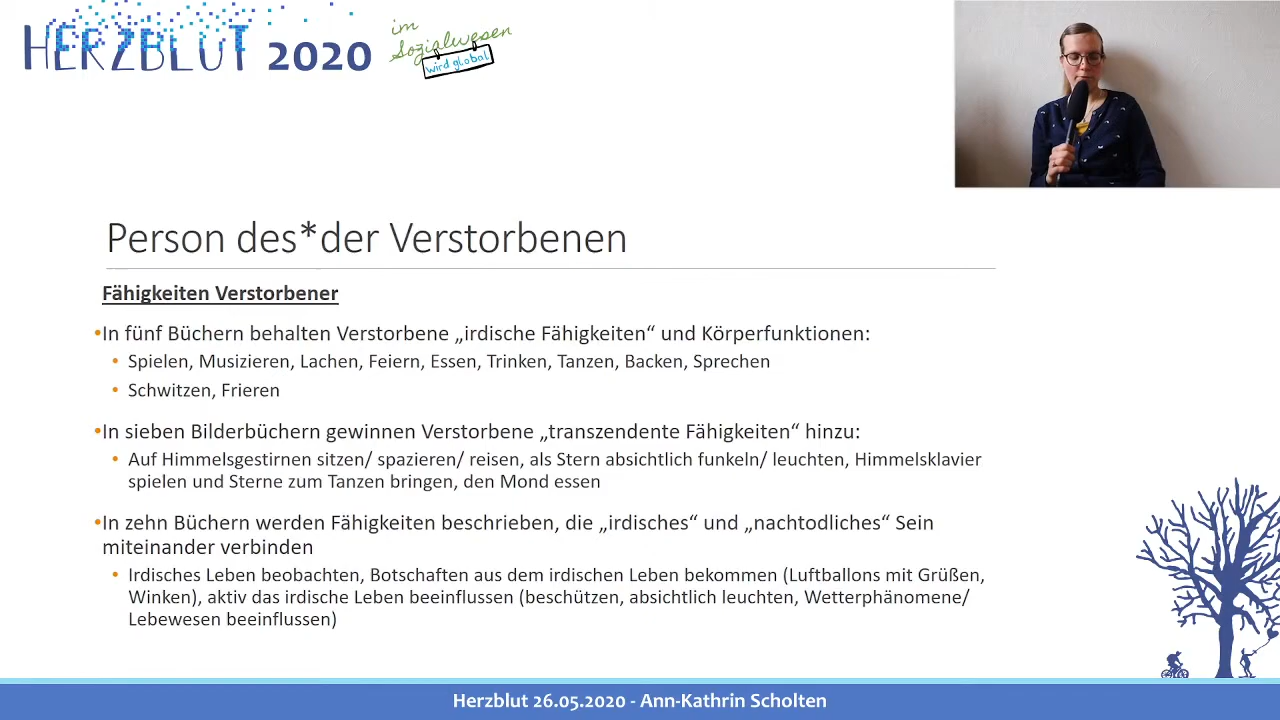 HERZBLUT 2020
im
Sozialwesen
wird global
Person des*der Verstorbenen
Fähigkeiten Verstorbener
•In fünf Büchern behalten Verstorbene „irdische Fähigkeiten“ und Körperfunktionen:
• Spielen, Musizieren, Lachen, Feiern, Essen, Trinken, Tanzen, Backen, Sprechen
• Schwitzen, Frieren
•In sieben Bilderbüchern gewinnen Verstorbene „transzendente Fähigkeiten“ hinzu:
• Auf Himmelsgestirnen sitzen/ spazieren/ reisen, als Stern absichtlich funkeln/ leuchten, Himmelsklavier
spielen und Sterne zum Tanzen bringen, den Mond essen
•In zehn Büchern werden Fähigkeiten beschrieben, die „irdisches“ und „nachtodliches“ Sein
miteinander verbinden
• Irdisches Leben beobachten, Botschaften aus dem irdischen Leben bekommen (Luftballons mit Grüßen,
Winken), aktiv das irdische Leben beeinflussen (beschützen, absichtlich leuchten, Wetterphänomene/
Lebewesen beeinflussen)
Herzblut 26.05.2020 - Ann-Kathrin Scholten